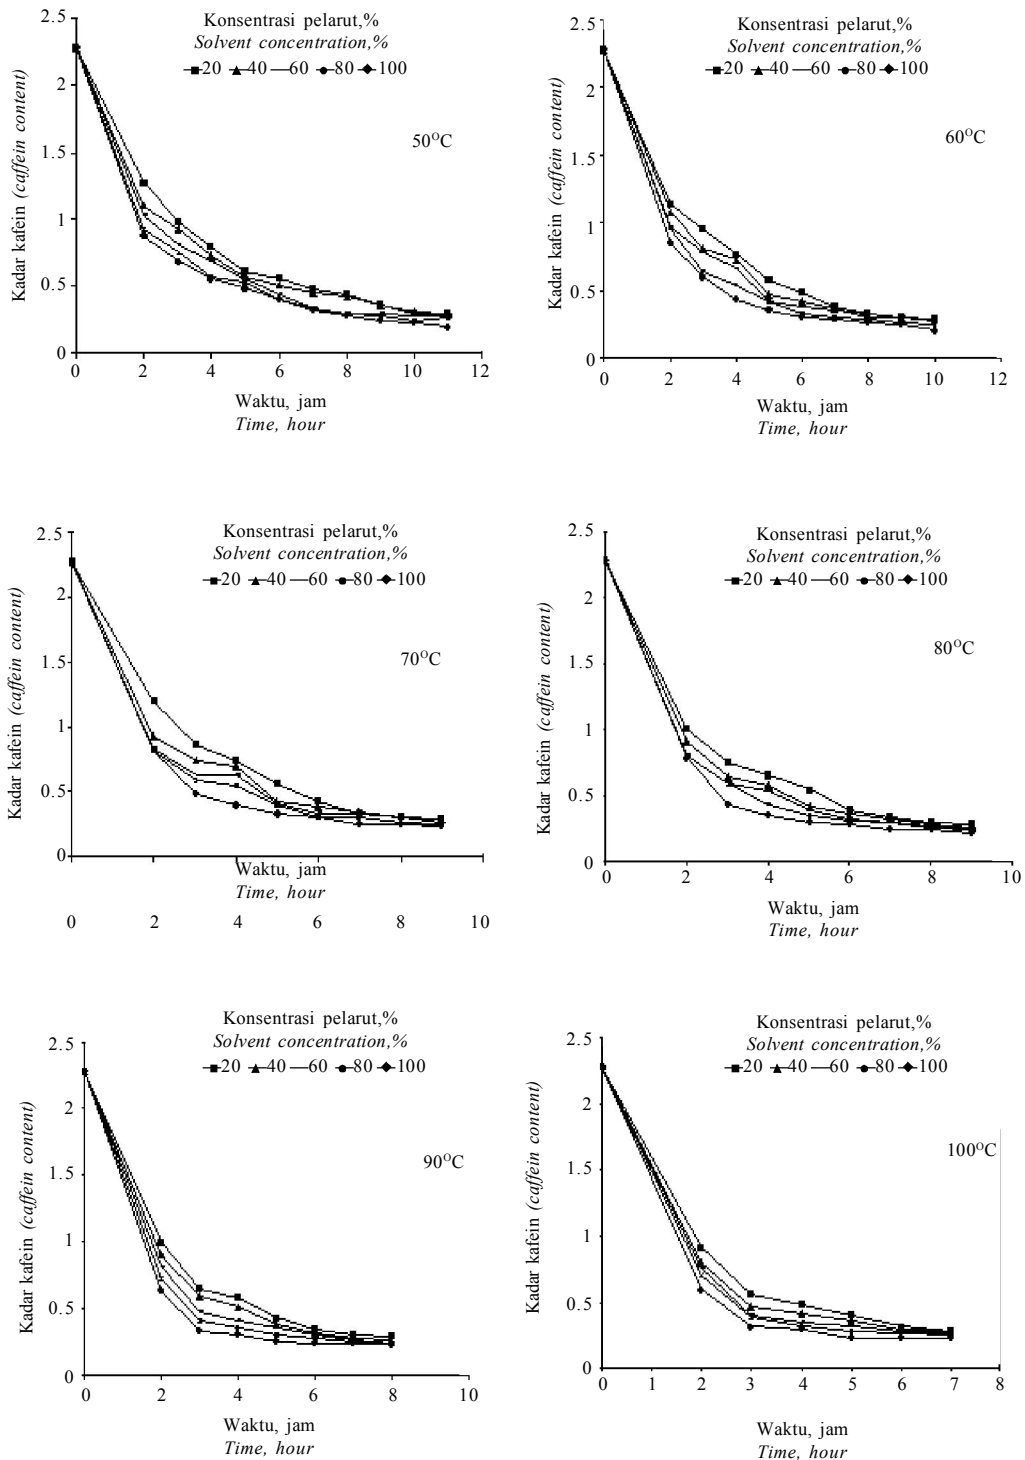 Konsentrasi pelarut,%
Solvent concentration,%
20 40 60 80 100
50°C
Kadar kafein (caffein content)
2.5
2
1.5
1
0.5
0
0 2 4 6 8 10 12
Waktu, jam
Time, hour
Konsentrasi pelarut,%
Solvent concentration,%
20 40 60 80 100
60°C
Kadar kafein (caffein content)
2.5
2
1.5
1
0.5
0
0 2 4 6 8 10 12
Waktu, jam
Time, hour
Konsentrasi pelarut,%
Solvent concentration,%
20 40 60 80 100
70°C
Kadar kafein (caffein content)
2.5
2
1.5
1
0.5
0
Waktu, jam
Time, hour
0 2 4 6 8 10
Konsentrasi pelarut,%
Solvent concentration,%
20 40 60 80 100
80°C
Kadar kafein (caffein content)
2.5
2
1.5
1
0.5
0
0 2 4 6 8 10
Waktu, jam
Time, hour
Konsentrasi pelarut,%
Solvent concentration,%
20 40 60 80 100
90°C
Kadar kafein (caffein content)
2.5
2
1.5
1
0.5
0
0 2 4 6 8 10
Waktu, jam
Time, hour
Konsentrasi pelarut,%
Solvent concentration,%
20 40 60 80 100
100°C
Kadar kafein (caffein content)
2.5
2
1.5
1
0.5
0
0 1 2 3 4 5 6 7 8
Waktu, jam
Time, hour